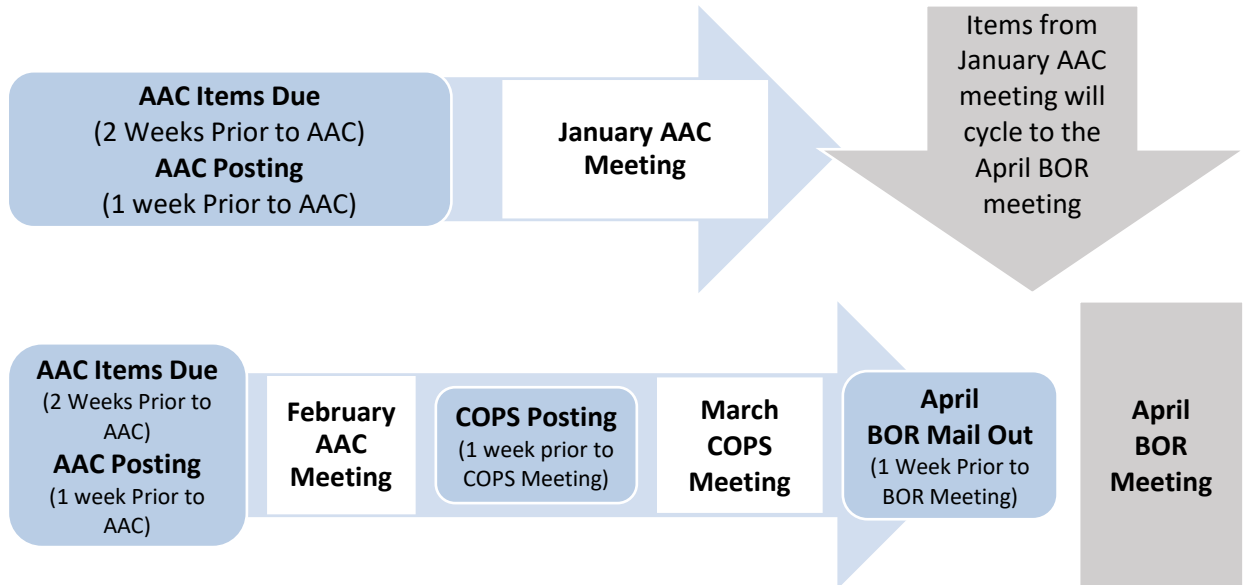 AAC Items Due
(2 Weeks Prior to AAC)
AAC Posting
(1 week Prior to AAC)
January AAC
Meeting
Items from
January AAC
meeting will
cycle to the
April BOR
meeting
AAC Items Due
(2 Weeks Prior to
AAC)
AAC Posting
(1 week Prior to
AAC)
February
AAC
Meeting
COPS Posting
(1 week prior to
COPS Meeting)
March
COPS
Meeting
April
BOR Mail Out
(1 Week Prior to
BOR Meeting)
April
BOR
Meeting